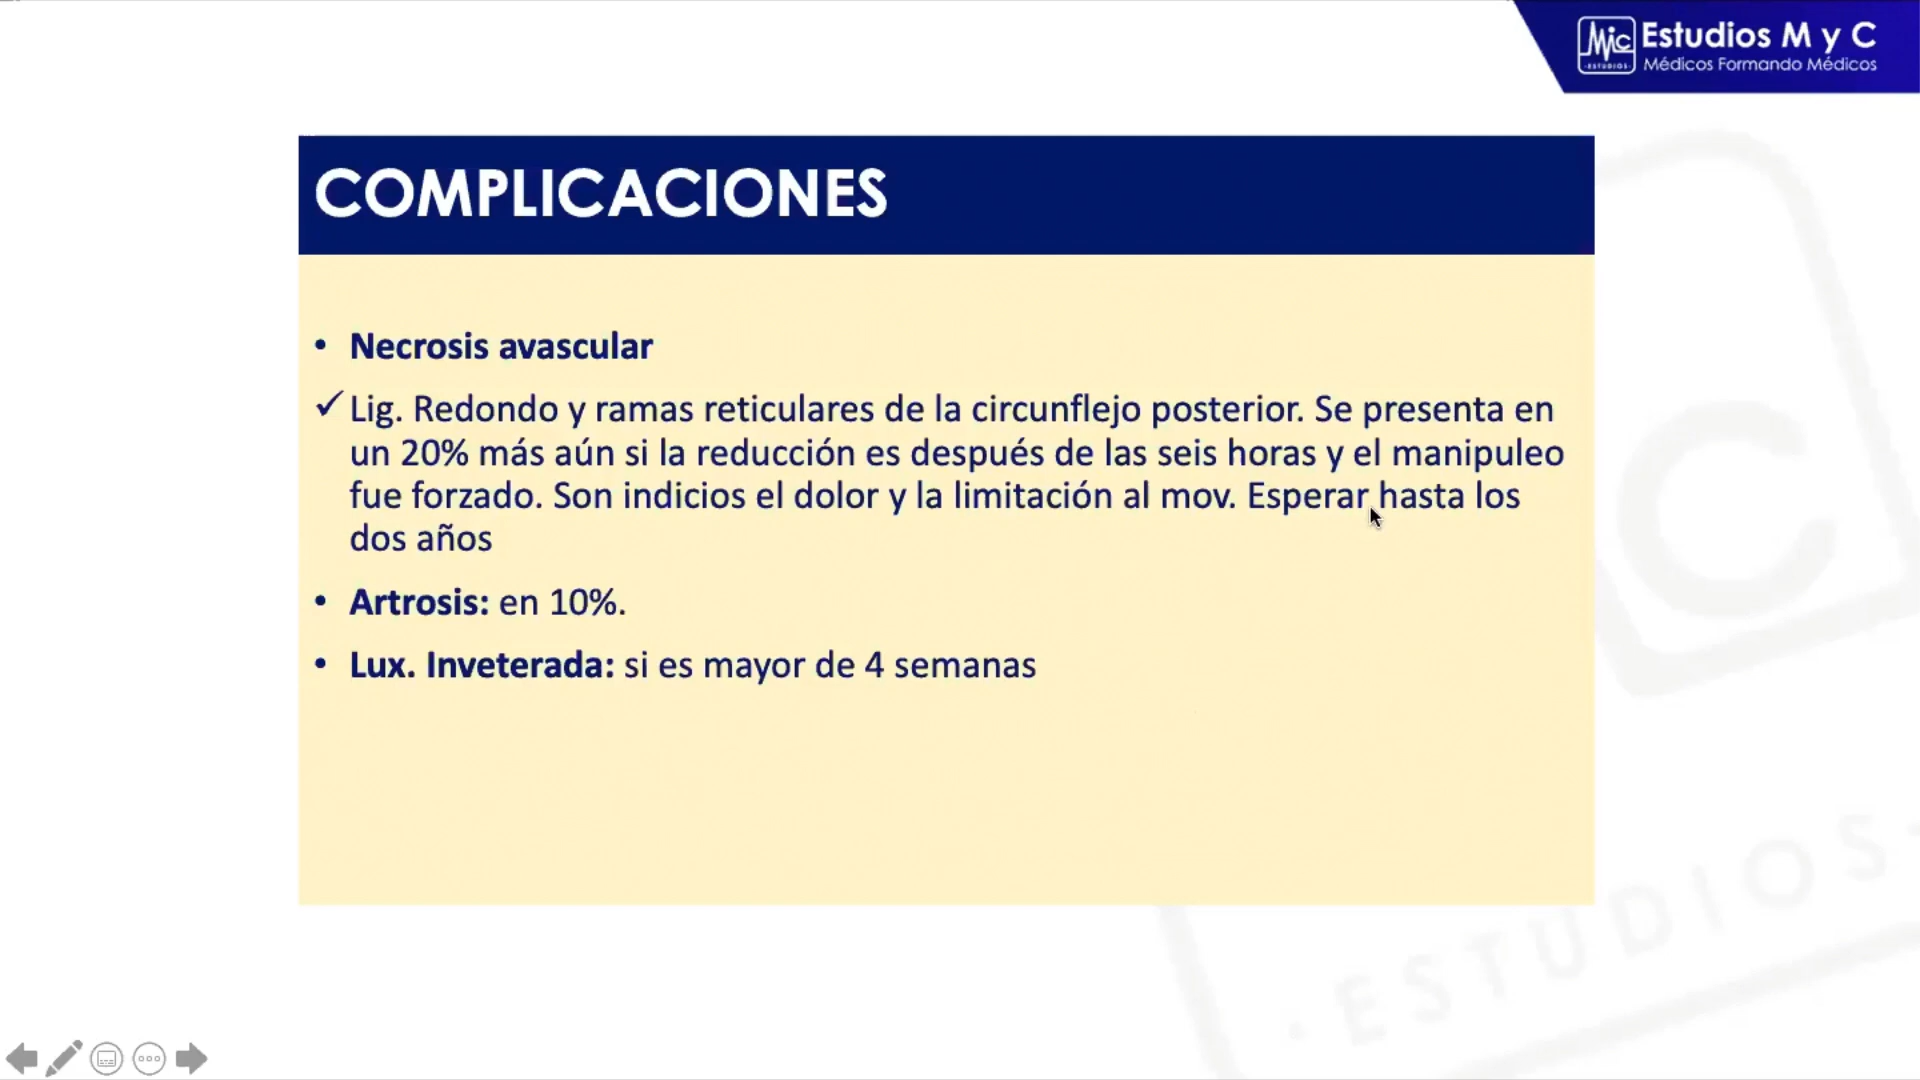 Mic
·ESTUDIOS·
Estudios M y C
Médicos Formando Médicos
COMPLICACIONES
• Necrosis avascular
✓ Lig. Redondo y ramas reticulares de la circunflejo posterior. Se presenta en
un 20% más aún si la reducción es después de las seis horas y el manipuleo
fue forzado. Son indicios el dolor y la limitación al mov. Esperar hasta los
dos años
• Artrosis: en 10%.
• Lux. Inveterada: si es mayor de 4 semanas
C
·ESTUDIOS·